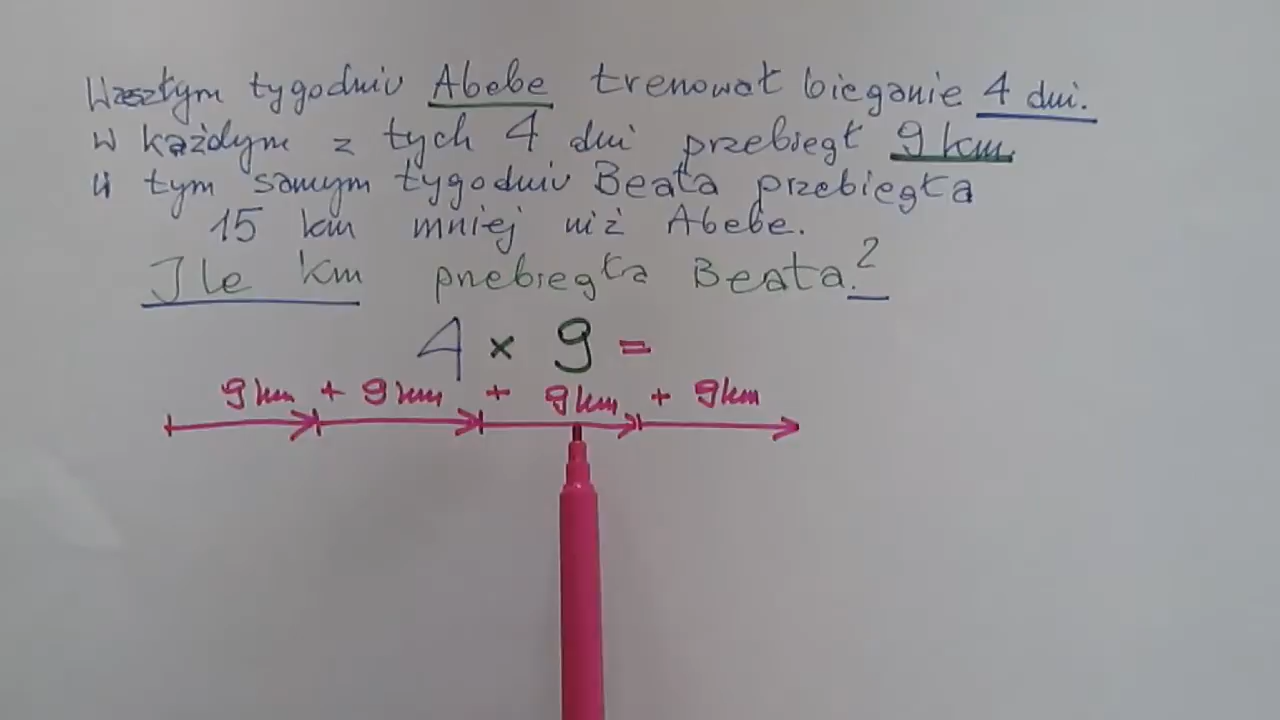 W zeszłym tygodniu Abebe trenował bieganie 4 dni.
W każdym z tych 4 dni przebiegł 9 km
W tym samym tygodniu Beata przebiegła
15 km mniej niż Abebe.
Ile km przebiegła Beata?
4 × 9 =
9 km + 9 km + 9 km + 9 km